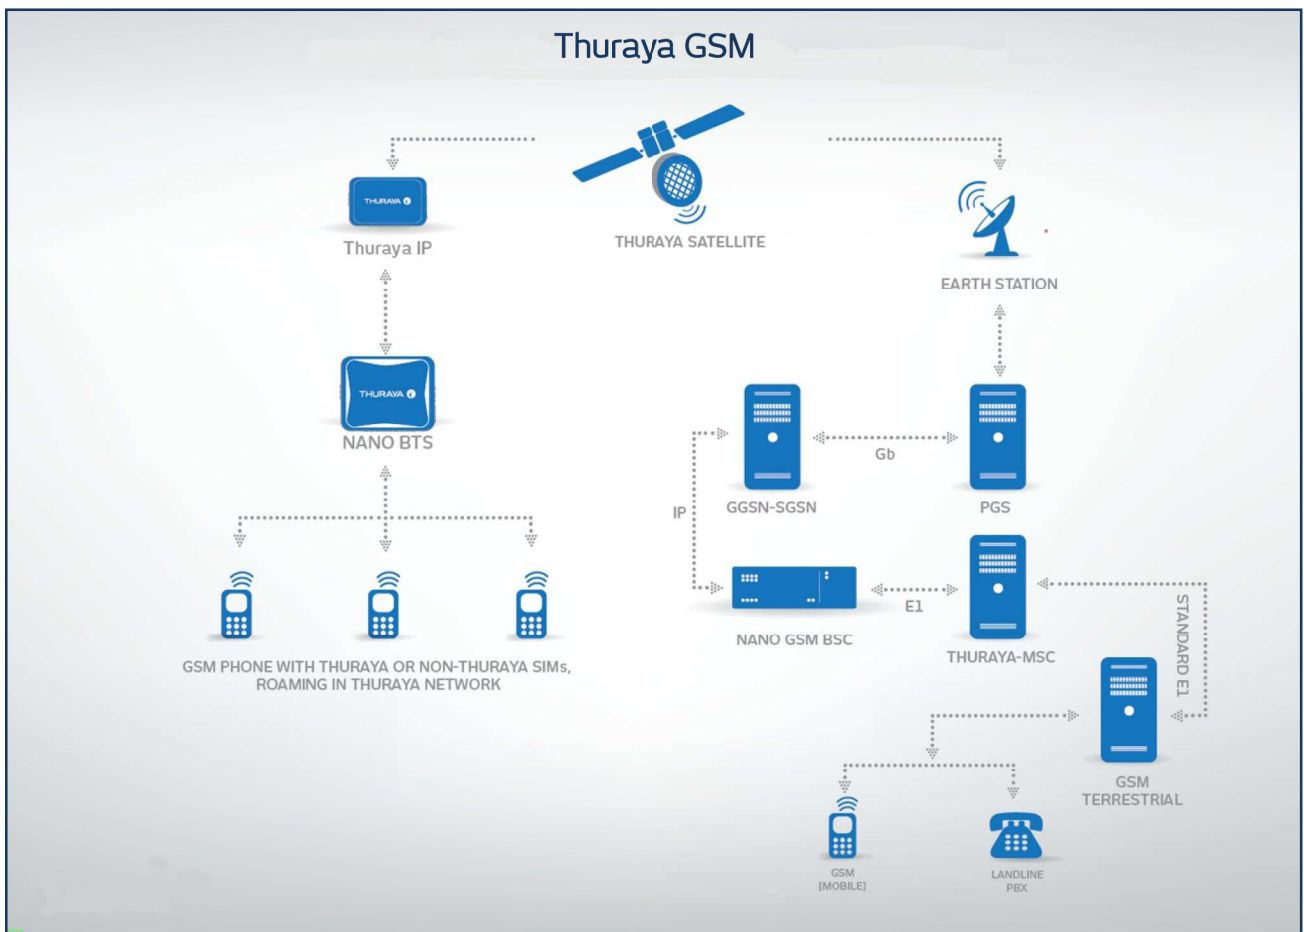 Thuraya GSM
THURAYA
Thuraya IP
THURAYA SATELLITE
EARTH STATION
THURAYA
NANO BTS
GGSN-SGSN
Gb
PGS
IP
NANO GSM BSC
E1
THURAYA-MSC
STANDARD E1
GSM PHONE WITH THURAYA OR NON-THURAYA SIMs,
ROAMING IN THURAYA NETWORK
GSM
TERRESTRIAL
GSM
[MOBILE]
LANDLINE
PBX